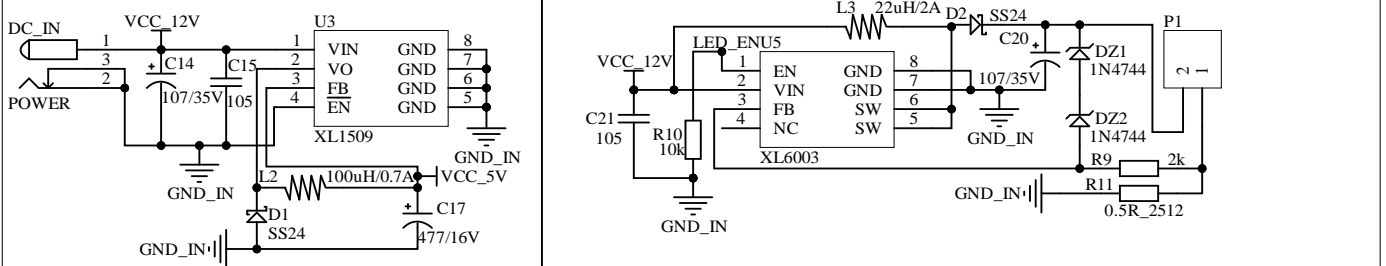 DC_IN
1
3
2
POWER
VCC_12V
C14
107/35V
C15
105
GND_IN
U3
1
2
3
4
VIN
VO
FB
EN
GND
GND
GND
GND
8
7
6
5
XL1509
GND_IN
L2
100uH/0.7A
VCC_5V
D1
SS24
C17
477/16V
GND_IN
L3
22uH/2A
D2
SS24
LED_EN
U5
VCC_12V
C21
105
R10
10k
GND_IN
1
2
3
4
EN
VIN
FB
NC
GND
GND
SW
SW
8
7
6
5
XL6003
C20
107/35V
GND_IN
DZ1
1N4744
DZ2
1N4744
P1
2
1
R9
2k
GND_IN
R11
0.5R_2512